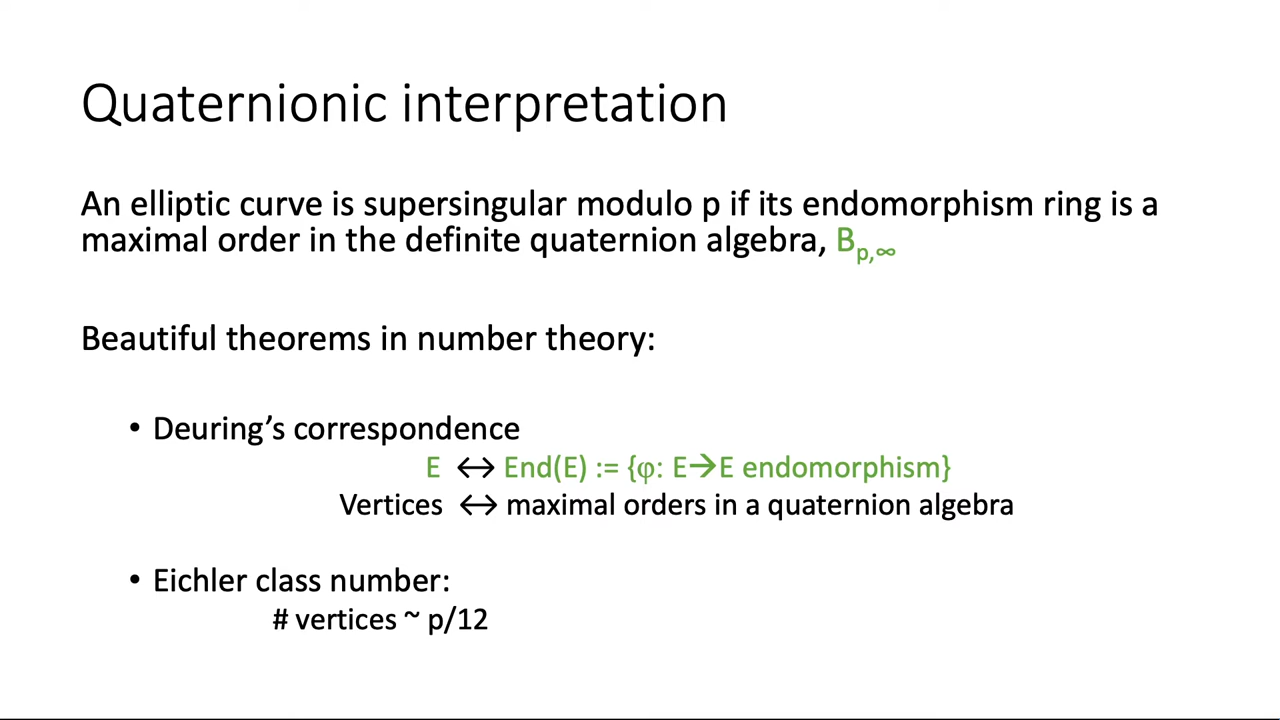 Quaternionic interpretation
An elliptic curve is supersingular modulo p if its endomorphism ring is a
maximal order in the definite quaternion algebra, Bp,∞
Beautiful theorems in number theory:
• Deuring’s correspondence
E ↔ End(E) := {φ: E→E endomorphism}
Vertices ↔ maximal orders in a quaternion algebra
• Eichler class number:
# vertices ~ p/12